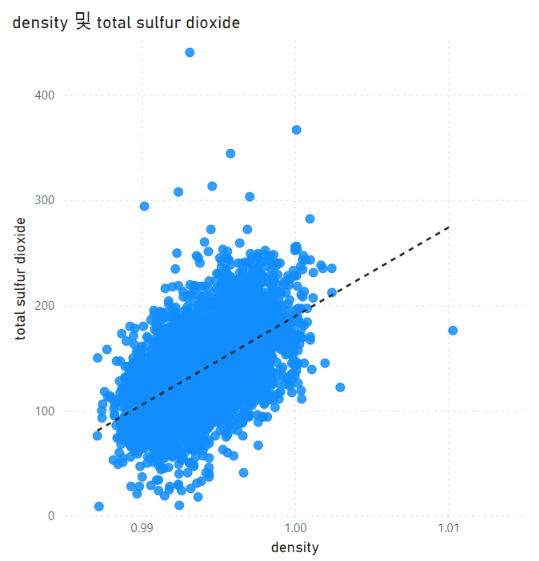 density 및 total sulfur dioxide
400
300
200
100
0
total sulfur dioxide
0.99
1.00
1.01
density